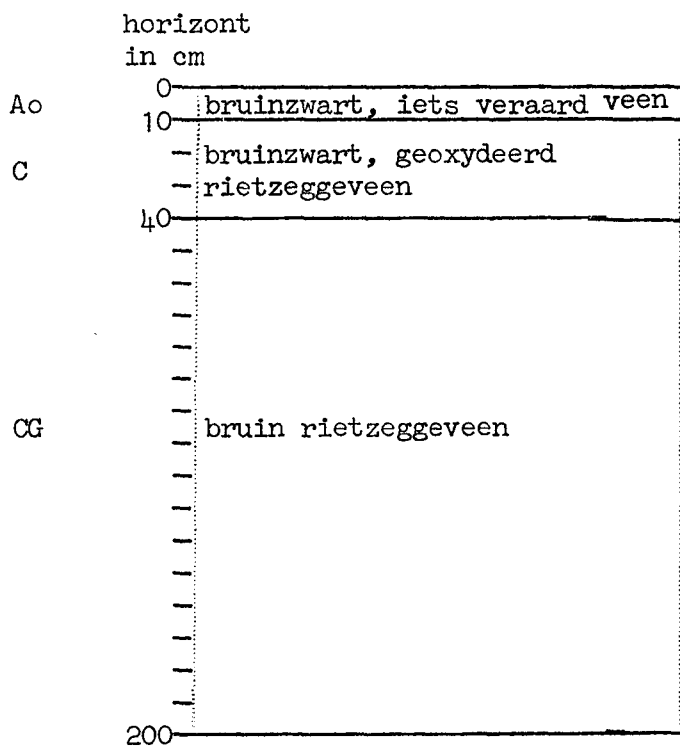 horizont
in cm
0
Ao bruinzwart, iets veraard veen
10
C bruinzwart, geoxydeerd
rietzeggeveen
40
CG bruin rietzeggeveen
200